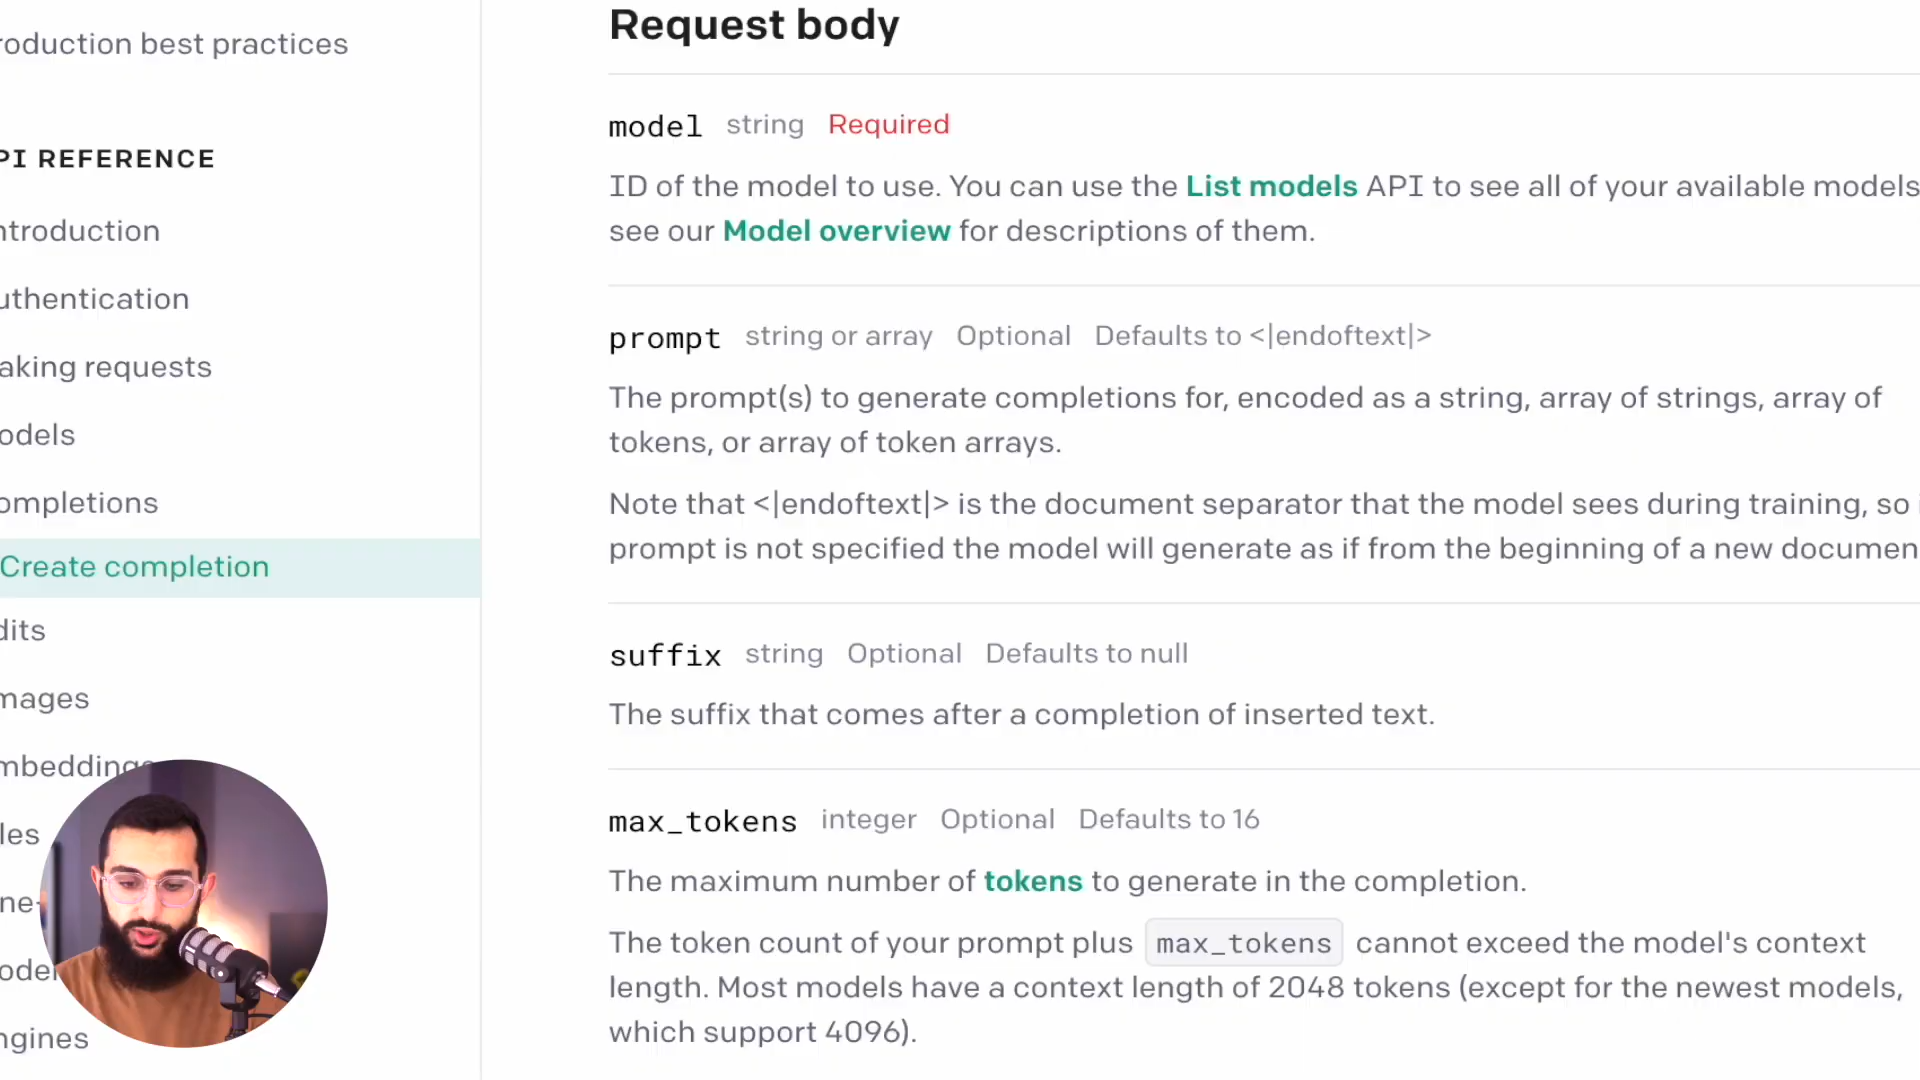 roduction best practices
PI REFERENCE
ntroduction
uthentication
aking requests
odels
ompletions
Create completion
dits
mages
mbeddings
les
ne-
odel
ngines
Request body
model string Required
ID of the model to use. You can use the List models API to see all of your available models
see our Model overview for descriptions of them.
prompt string or array Optional Defaults to <|endoftext|>
The prompt(s) to generate completions for, encoded as a string, array of strings, array of
tokens, or array of token arrays.
Note that <|endoftext|> is the document separator that the model sees during training, so
prompt is not specified the model will generate as if from the beginning of a new documen
suffix string Optional Defaults to null
The suffix that comes after a completion of inserted text.
max_tokens integer Optional Defaults to 16
The maximum number of tokens to generate in the completion.
The token count of your prompt plus max_tokens cannot exceed the model's context
length. Most models have a context length of 2048 tokens (except for the newest models,
which support 4096).